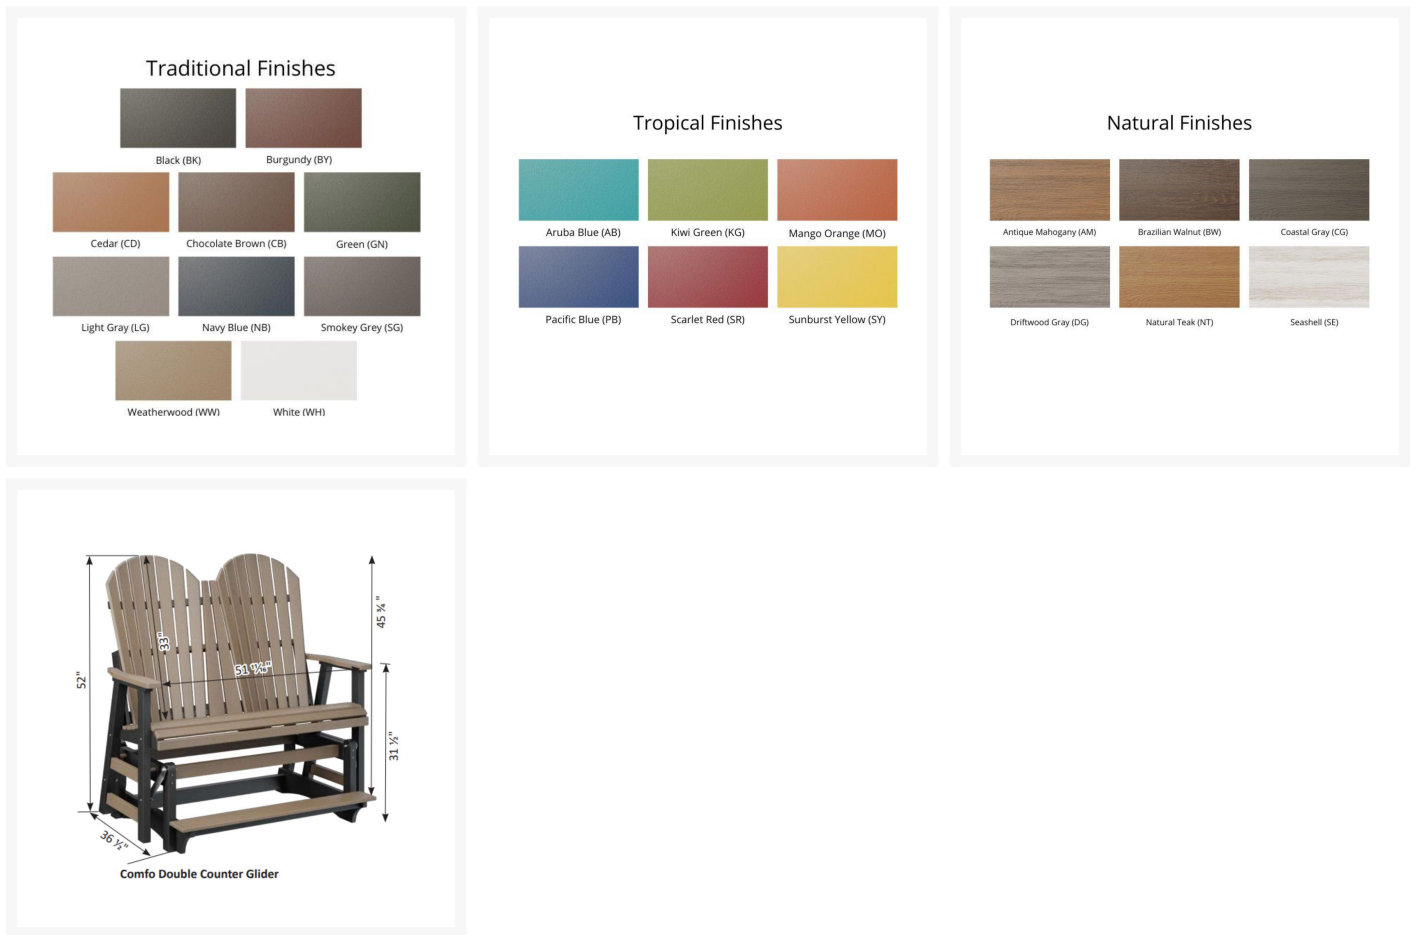 Traditional Finishes
Black (BK)
Burgundy (BY)
Cedar (CD)
Chocolate Brown (CB)
Green (GN)
Light Gray (LG)
Navy Blue (NB)
Smokey Grey (SG)
Weatherwood (WW)
White (WH)
Tropical Finishes
Aruba Blue (AB)
Kiwi Green (KG)
Mango Orange (MO)
Pacific Blue (PB)
Scarlet Red (SR)
Sunburst Yellow (SY)
Natural Finishes
Antique Mahogany (AM)
Brazilian Walnut (BW)
Coastal Gray (CG)
Driftwood Gray (DG)
Natural Teak (NT)
Seashell (SE)
45 ¾ "
33"
52"
31 ½"
36 ½"
Comfo Double Counter Glider